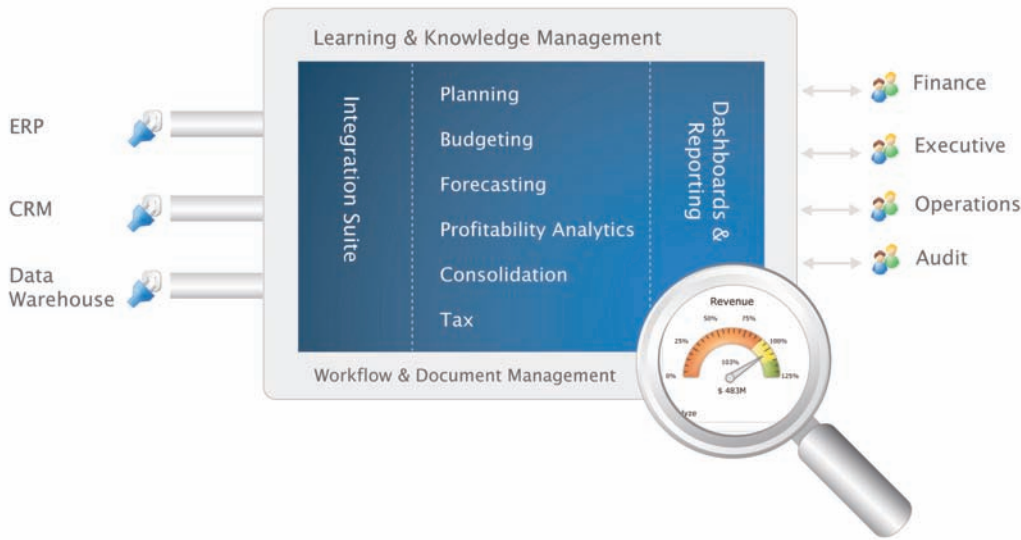 Learning & Knowledge Management
ERP
CRM
Data
Warehouse
Integration Suite
Planning
Budgeting
Forecasting
Profitability Analytics
Consolidation
Tax
Dashboards &
Reporting
Finance
Executive
Operations
Audit
Workflow & Document Management
Revenue
50% 75%
25% 100%
103%
0% 125%
$ 483M
lyze